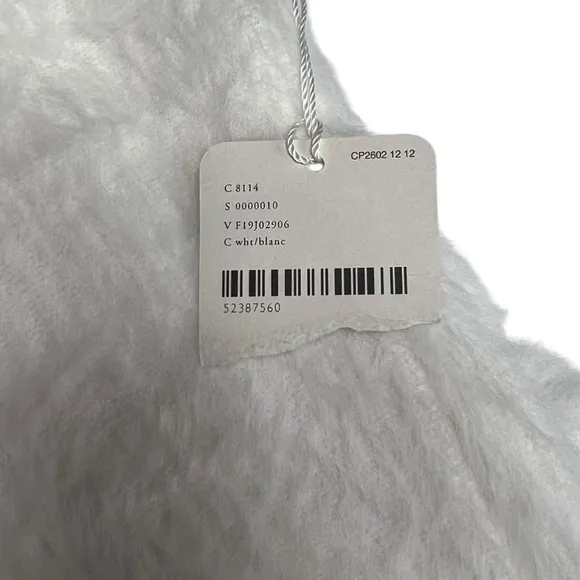 CP2602 12 12
C 8114
S 0000010
V F19J02906
C wht/blanc
52387560